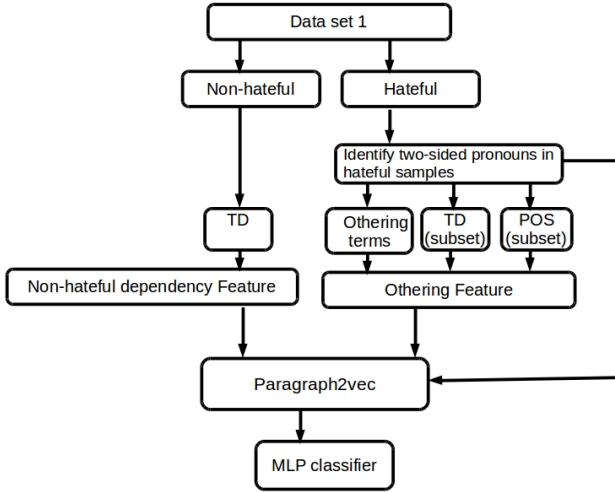 Data set 1
Non-hateful
Hateful
Identify two-sided pronouns in
hateful samples
TD
Othering
terms
TD
(subset)
POS
(subset)
Non-hateful dependency Feature
Othering Feature
Paragraph2vec
MLP classifier